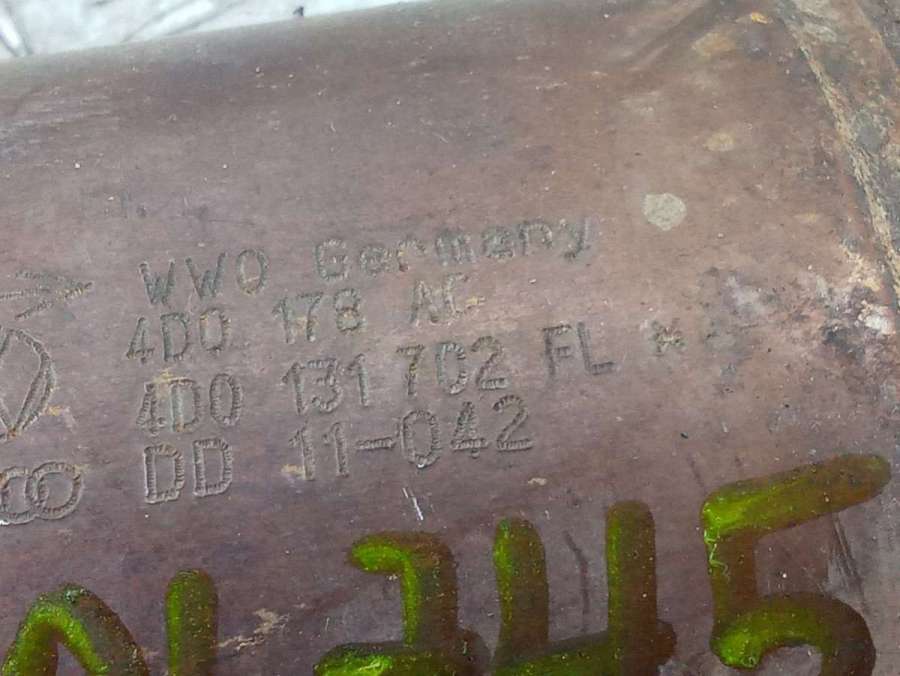 WWO Germany
4D0 178 AC
4D0 131 702 FL *
DD 11-042